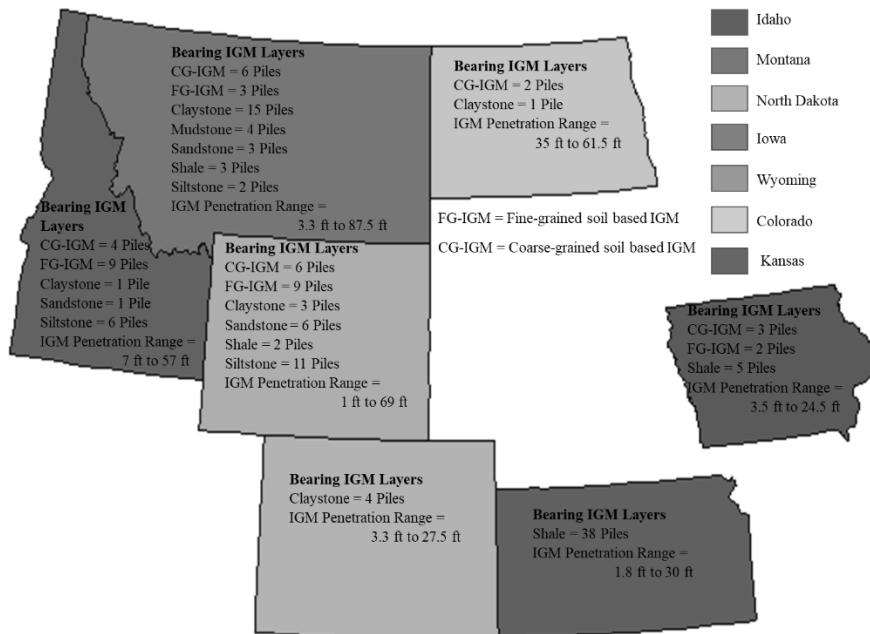 Bearing IGM Layers
CG-IGM = 6 Piles
FG-IGM = 3 Piles
Claystone = 15 Piles
Mudstone = 4 Piles
Sandstone = 3 Piles
Shale = 3 Piles
Siltstone = 2 Piles
IGM Penetration Range =
3.3 ft to 87.5 ft
Bearing IGM Layers
CG-IGM = 2 Piles
Claystone = 1 Pile
IGM Penetration Range =
35 ft to 61.5 ft
Idaho
Montana
North Dakota
Iowa
Wyoming
Colorado
Kansas
FG-IGM = Fine-grained soil based IGM
CG-IGM = Coarse-grained soil based IGM
Bearing IGM
Layers
CG-IGM = 4 Piles
FG-IGM = 9 Piles
Claystone = 1 Pile
Sandstone = 1 Pile
Siltstone = 6 Piles
IGM Penetration Range =
7 ft to 57 ft
Bearing IGM Layers
CG-IGM = 6 Piles
FG-IGM = 9 Piles
Claystone = 3 Piles
Sandstone = 6 Piles
Shale = 2 Piles
Siltstone = 11 Piles
IGM Penetration Range =
1 ft to 69 ft
Bearing IGM Layers
CG-IGM = 3 Piles
FG-IGM = 2 Piles
Shale = 5 Piles
IGM Penetration Range =
3.5 ft to 24.5 ft
Bearing IGM Layers
Claystone = 4 Piles
IGM Penetration Range =
3.3 ft to 27.5 ft
Bearing IGM Layers
Shale = 38 Piles
IGM Penetration Range =
1.8 ft to 30 ft